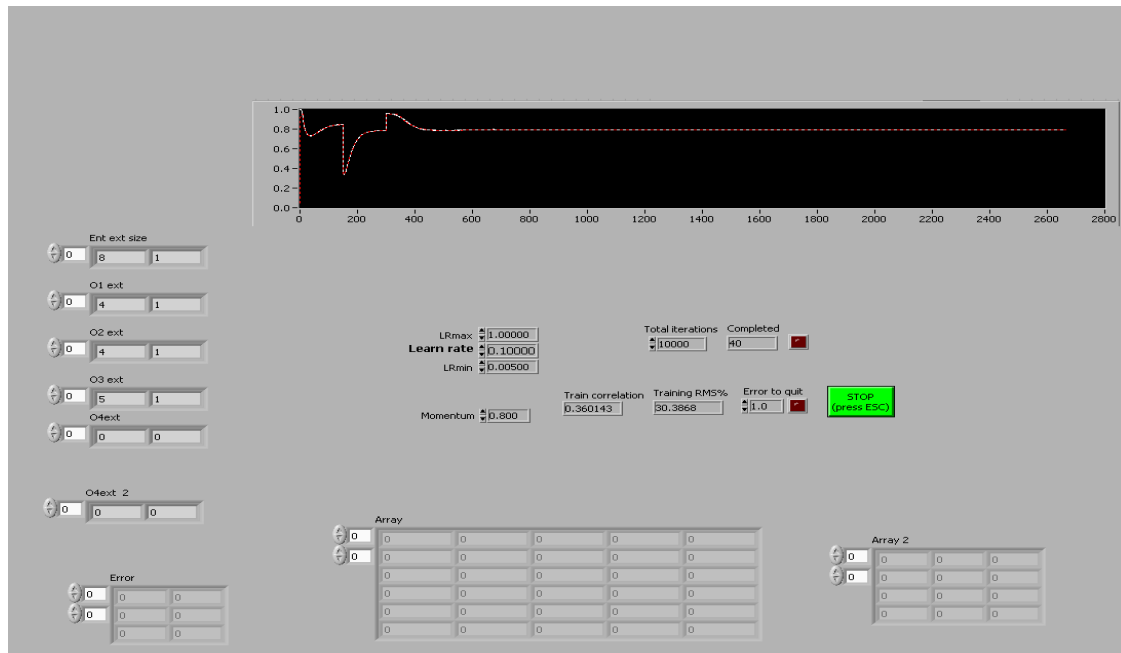 1.0
0.8
0.6
0.4
0.2
0.0
0 200 400 600 800 1000 1200 1400 1600 1800 2000 2200 2400 2600 2800
Ent ext size
0 8 1
O1 ext
0 4 1
O2 ext
0 4 1
O3 ext
0 5 1
O4ext
0 0 0
O4ext 2
0 0 0
LRmax 1.00000
Learn rate 0.10000
LRmin 0.00500
Momentum 0.800
Total iterations Completed
10000 40
Train correlation Training RMS% Error to quit
0.360143 30.3868 1.0
STOP
(press ESC)
Error
0 0 0
0 0 0
0 0
Array
0 0 0 0 0 0
0 0 0 0 0 0
0 0 0 0 0
0 0 0 0 0
0 0 0 0 0
0 0 0 0 0
Array 2
0 0 0 0
0 0 0 0
0 0 0
0 0 0